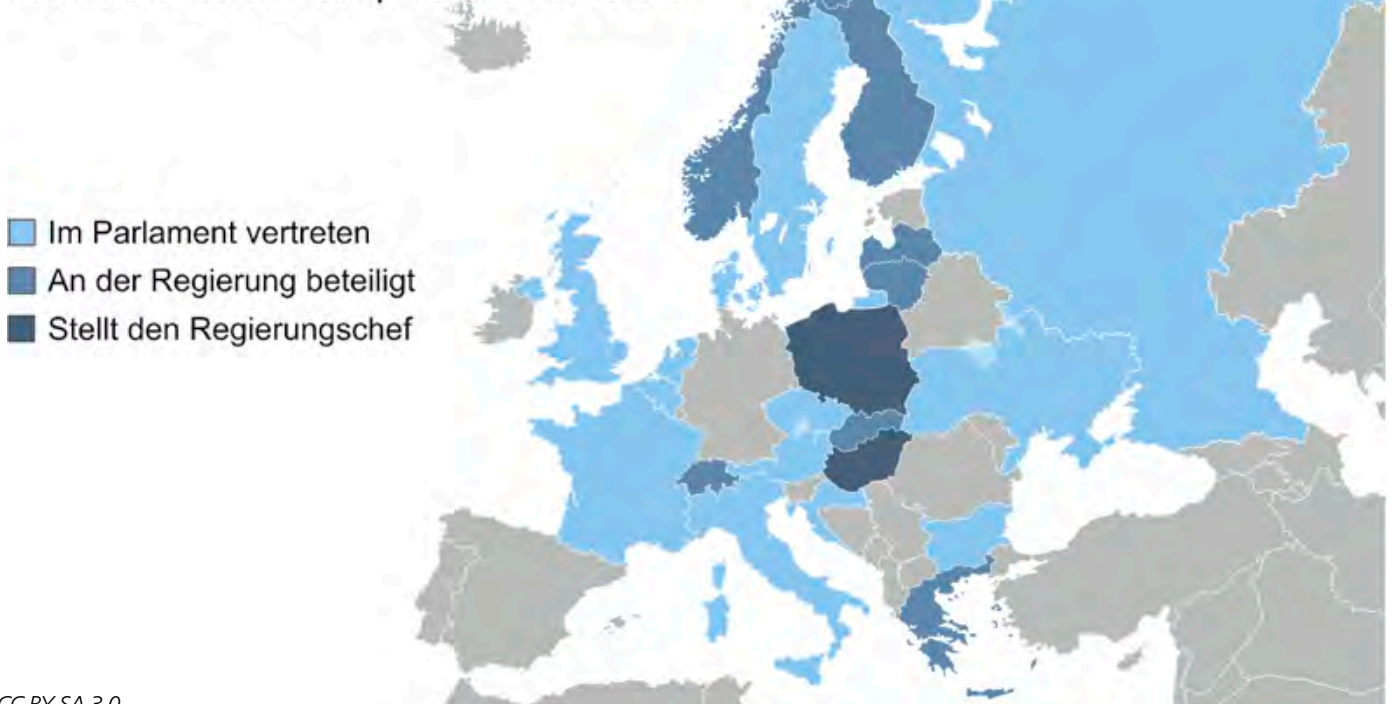 Im Parlament vertreten
An der Regierung beteiligt
Stellt den Regierungschef
CC BY SA 3.0